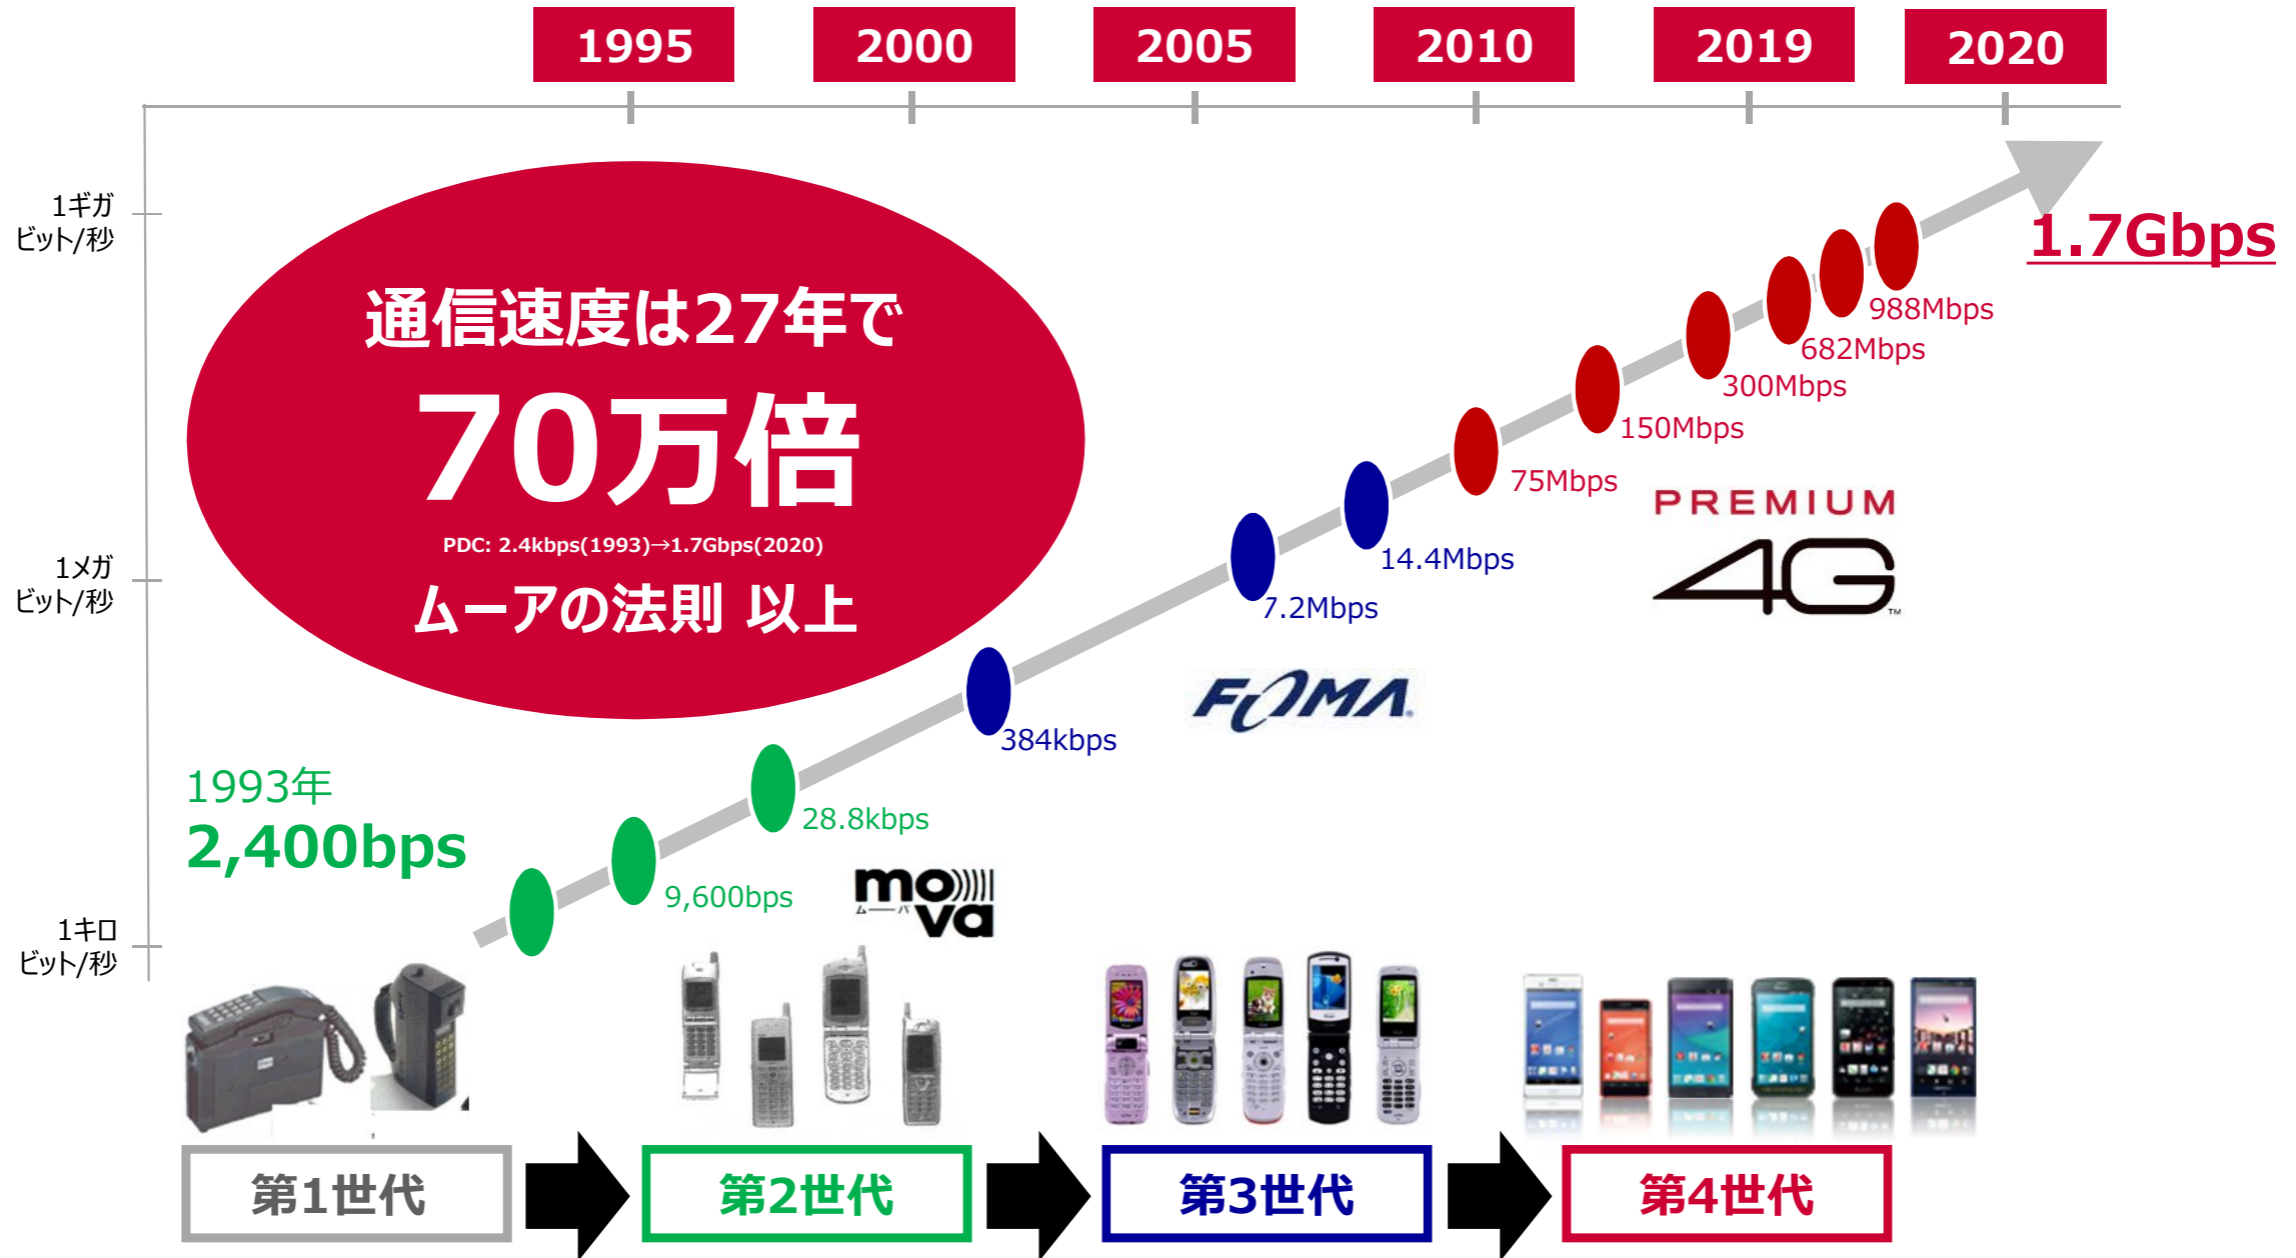 1995
2000
2005
2010
2019
2020
1ギガ
ビット/秒
1.7Gbps
通信速度は27年で
70万倍
PDC: 2.4kbps(1993)→1.7Gbps(2020)
ムーアの法則 以上
988Mbps
682Mbps
300Mbps
150Mbps
75Mbps
PREMIUM
4G
TM
14.4Mbps
1メガ
ビット/秒
7.2Mbps
FOMA
384kbps
1993年
2,400bps
28.8kbps
9,600bps
mo
ムーバ
va
1キロ
ビット/秒
第1世代
第2世代
第3世代
第4世代